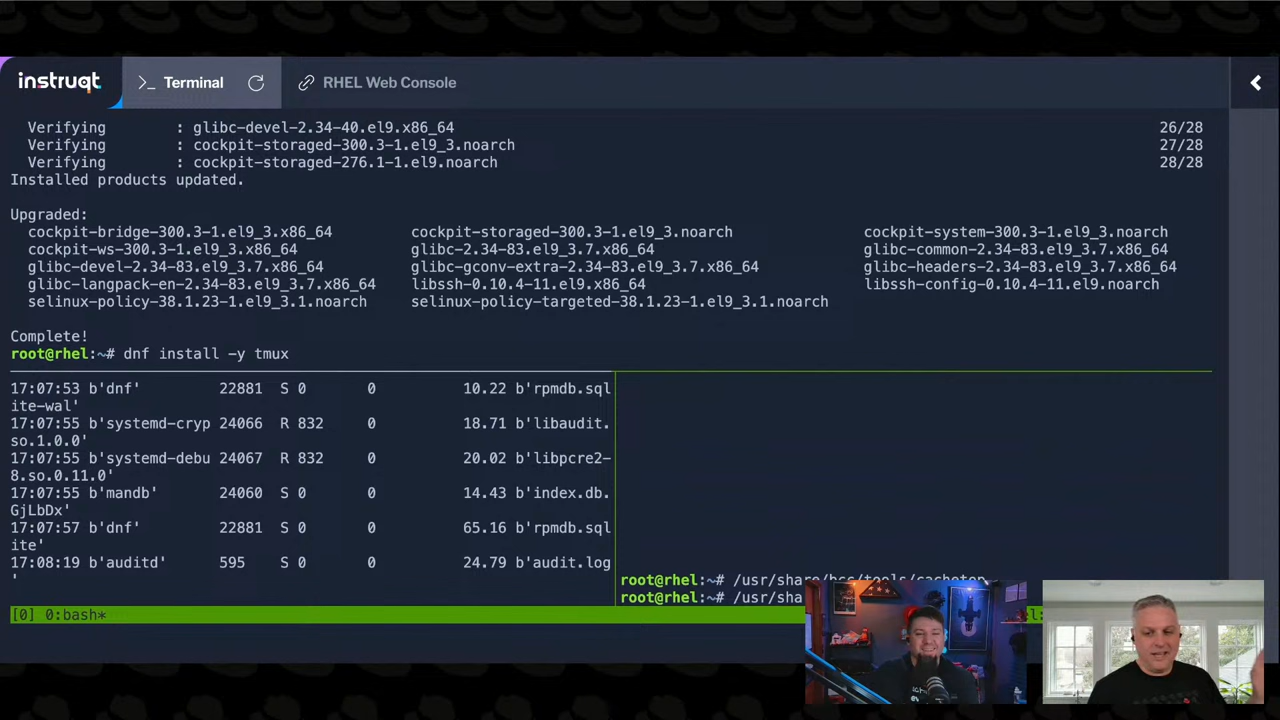 instruqt
>_ Terminal
RHEL Web Console
Verifying : glibc-devel-2.34-40.el9.x86_64 26/28
Verifying : cockpit-storaged-300.3-1.el9_3.noarch 27/28
Verifying : cockpit-storaged-276.1-1.el9.noarch 28/28
Installed products updated.
Upgraded:
cockpit-bridge-300.3-1.el9_3.x86_64 cockpit-storaged-300.3-1.el9_3.noarch cockpit-system-300.3-1.el9_3.noarch
cockpit-ws-300.3-1.el9_3.x86_64 glibc-2.34-83.el9_3.7.x86_64 glibc-common-2.34-83.el9_3.7.x86_64
glibc-devel-2.34-83.el9_3.7.x86_64 glibc-gconv-extra-2.34-83.el9_3.7.x86_64 glibc-headers-2.34-83.el9_3.7.x86_64
glibc-langpack-en-2.34-83.el9_3.7.x86_64 libssh-0.10.4-11.el9.x86_64 libssh-config-0.10.4-11.el9.noarch
selinux-policy-38.1.23-1.el9_3.1.noarch selinux-policy-targeted-38.1.23-1.el9_3.1.noarch
Complete!
root@rhel:~# dnf install -y tmux
17:07:53 b'dnf' 22881 S 0 0 10.22 b'rpmdb.sql
ite-wal'
17:07:55 b'systemd-cryp 24066 R 832 0 18.71 b'libaudit.
so.1.0.0'
17:07:55 b'systemd-debu 24067 R 832 0 20.02 b'libpcre2-
8.so.0.11.0'
17:07:55 b'mandb' 24060 S 0 0 14.43 b'index.db.
GjLbDx'
17:07:57 b'dnf' 22881 S 0 0 65.16 b'rpmdb.sql
ite'
17:08:19 b'auditd' 595 S 0 0 24.79 b'audit.log
'
root@rhel:~# /usr/share/bcc/tools/cachetop
root@rhel:~# /usr/sha
[0] 0:bash*